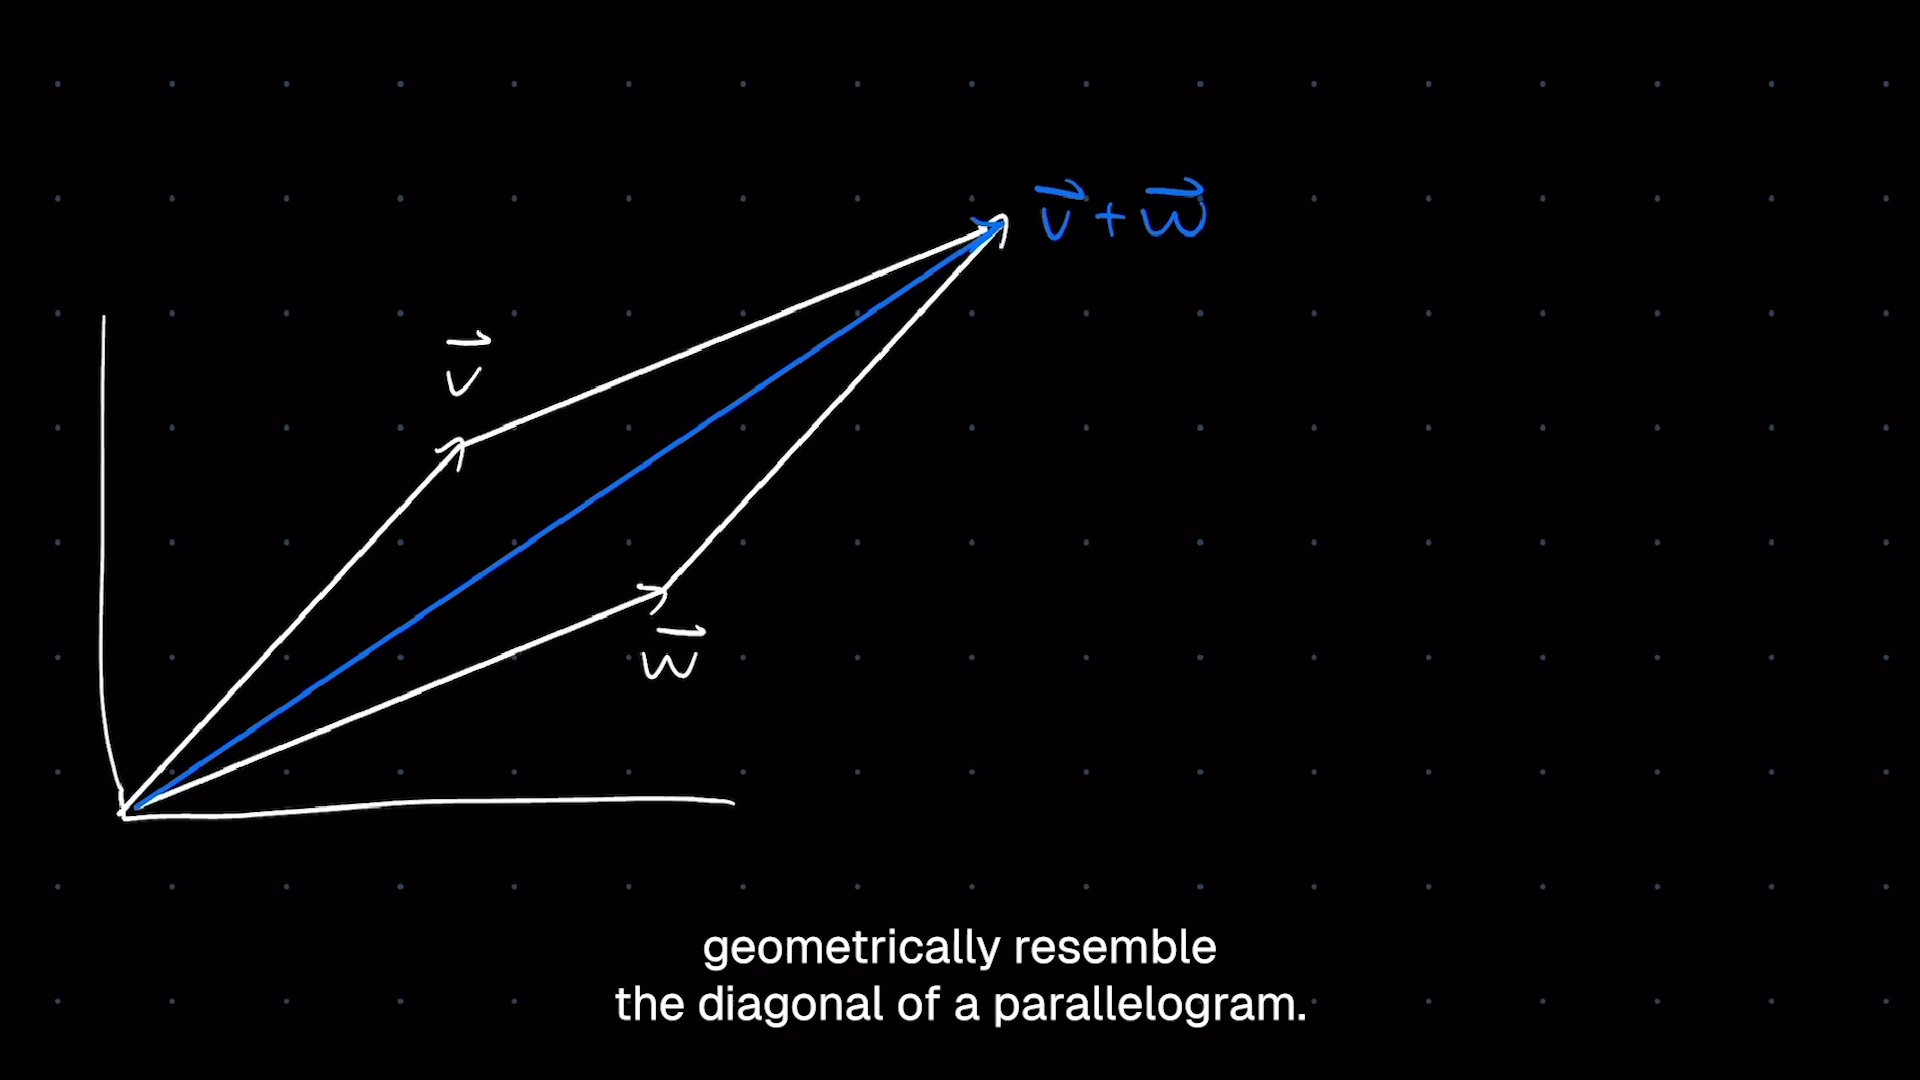 v⃗ + w⃗
v⃗
w⃗
geometrically resemble
the diagonal of a parallelogram.